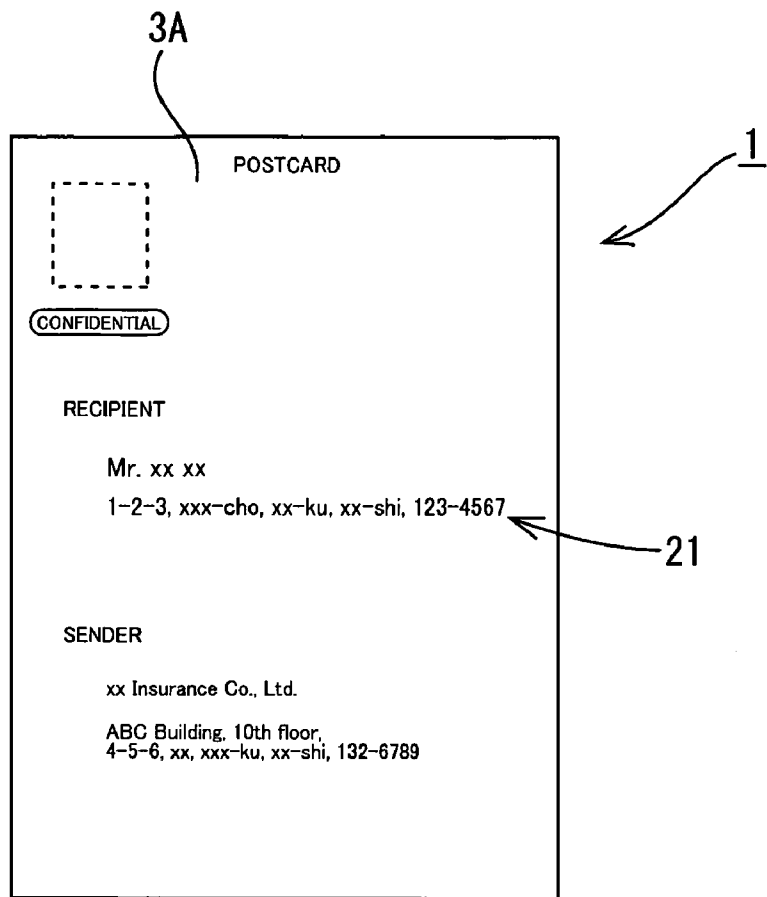 3A
1
POSTCARD
CONFIDENTIAL
RECIPIENT
Mr. xx xx
1-2-3, xxx-cho, xx-ku, xx-shi, 123-4567
21
SENDER
xx Insurance Co., Ltd.
ABC Building, 10th floor,
4-5-6, xx, xxx-ku, xx-shi, 132-6789